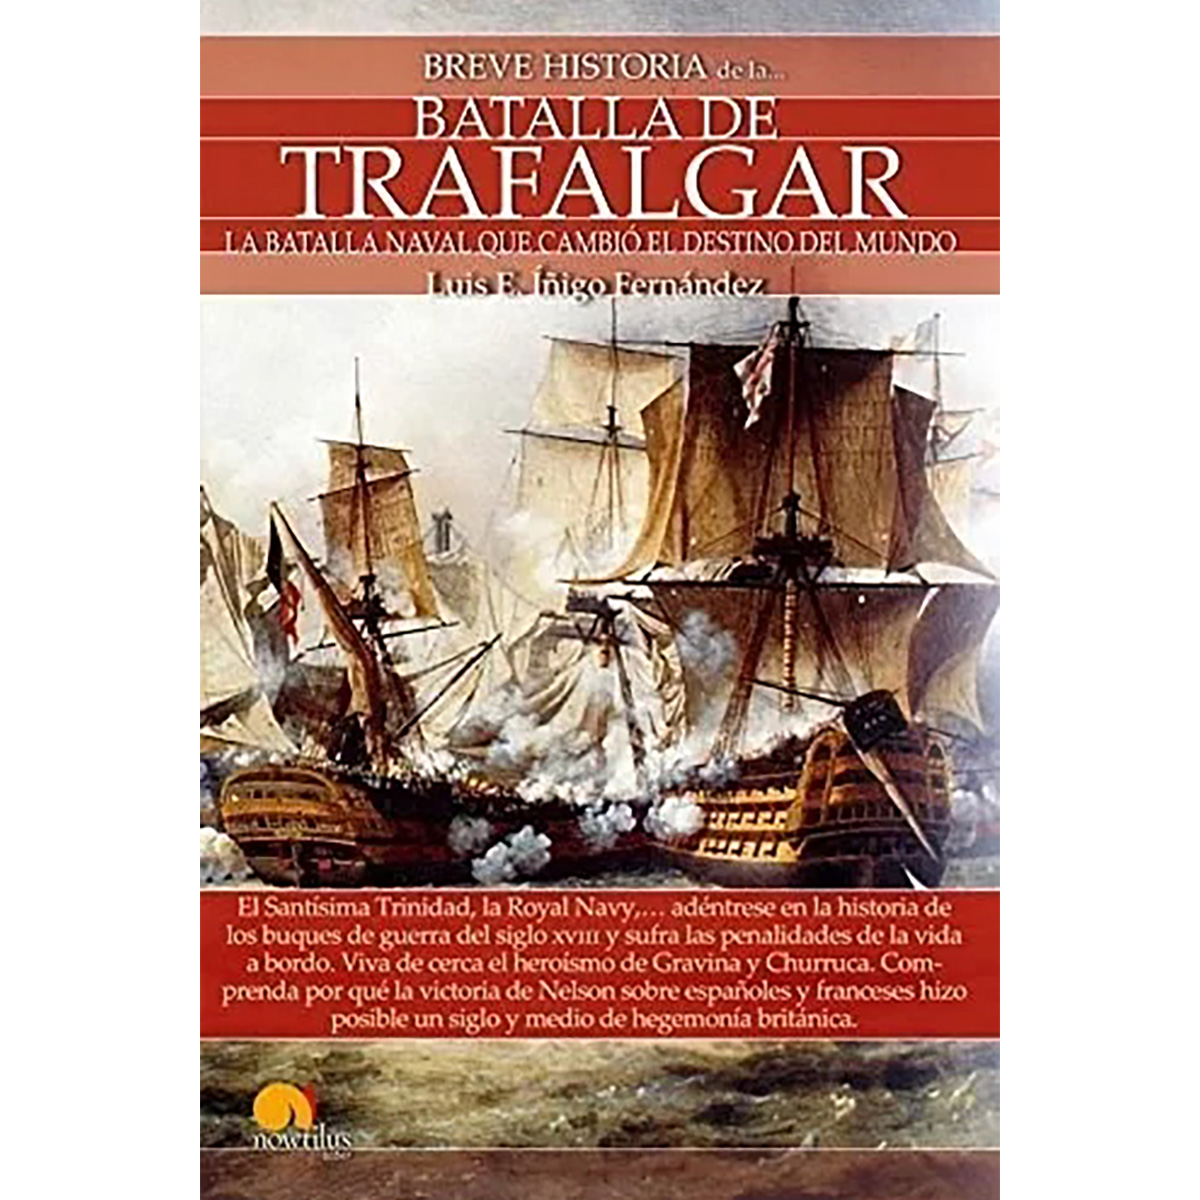 BREVE HISTORIA de la...
BATALLA DE
TRAFALGAR
LA BATALLA NAVAL QUE CAMBIÓ EL DESTINO DEL MUNDO
Luis E. Íñigo Fernández
El Santísima Trinidad, la Royal Navy,... adéntrese en la historia de
los buques de guerra del siglo XVIII y sufra las penalidades de la vida
a bordo. Viva de cerca el heroísmo de Gravina y Churruca. Com-
prenda por qué la victoria de Nelson sobre españoles y franceses hizo
posible un siglo y medio de hegemonía británica.
nowtilus